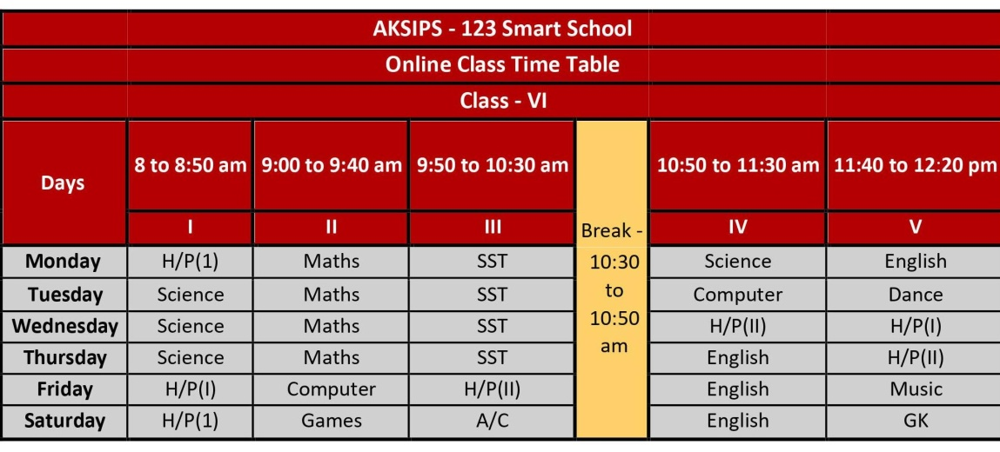 AKSIPS - 123 Smart School
Online Class Time Table
Class - VI
Days 8 to 8:50 am 9:00 to 9:40 am 9:50 to 10:30 am Break - 10:30 to 10:50 am 10:50 to 11:30 am 11:40 to 12:20 pm
I II III IV V
Monday H/P(1) Maths SST Science English
Tuesday Science Maths SST Computer Dance
Wednesday Science Maths SST H/P(II) H/P(I)
Thursday Science Maths SST English H/P(II)
Friday H/P(I) Computer H/P(II) English Music
Saturday H/P(1) Games A/C English GK